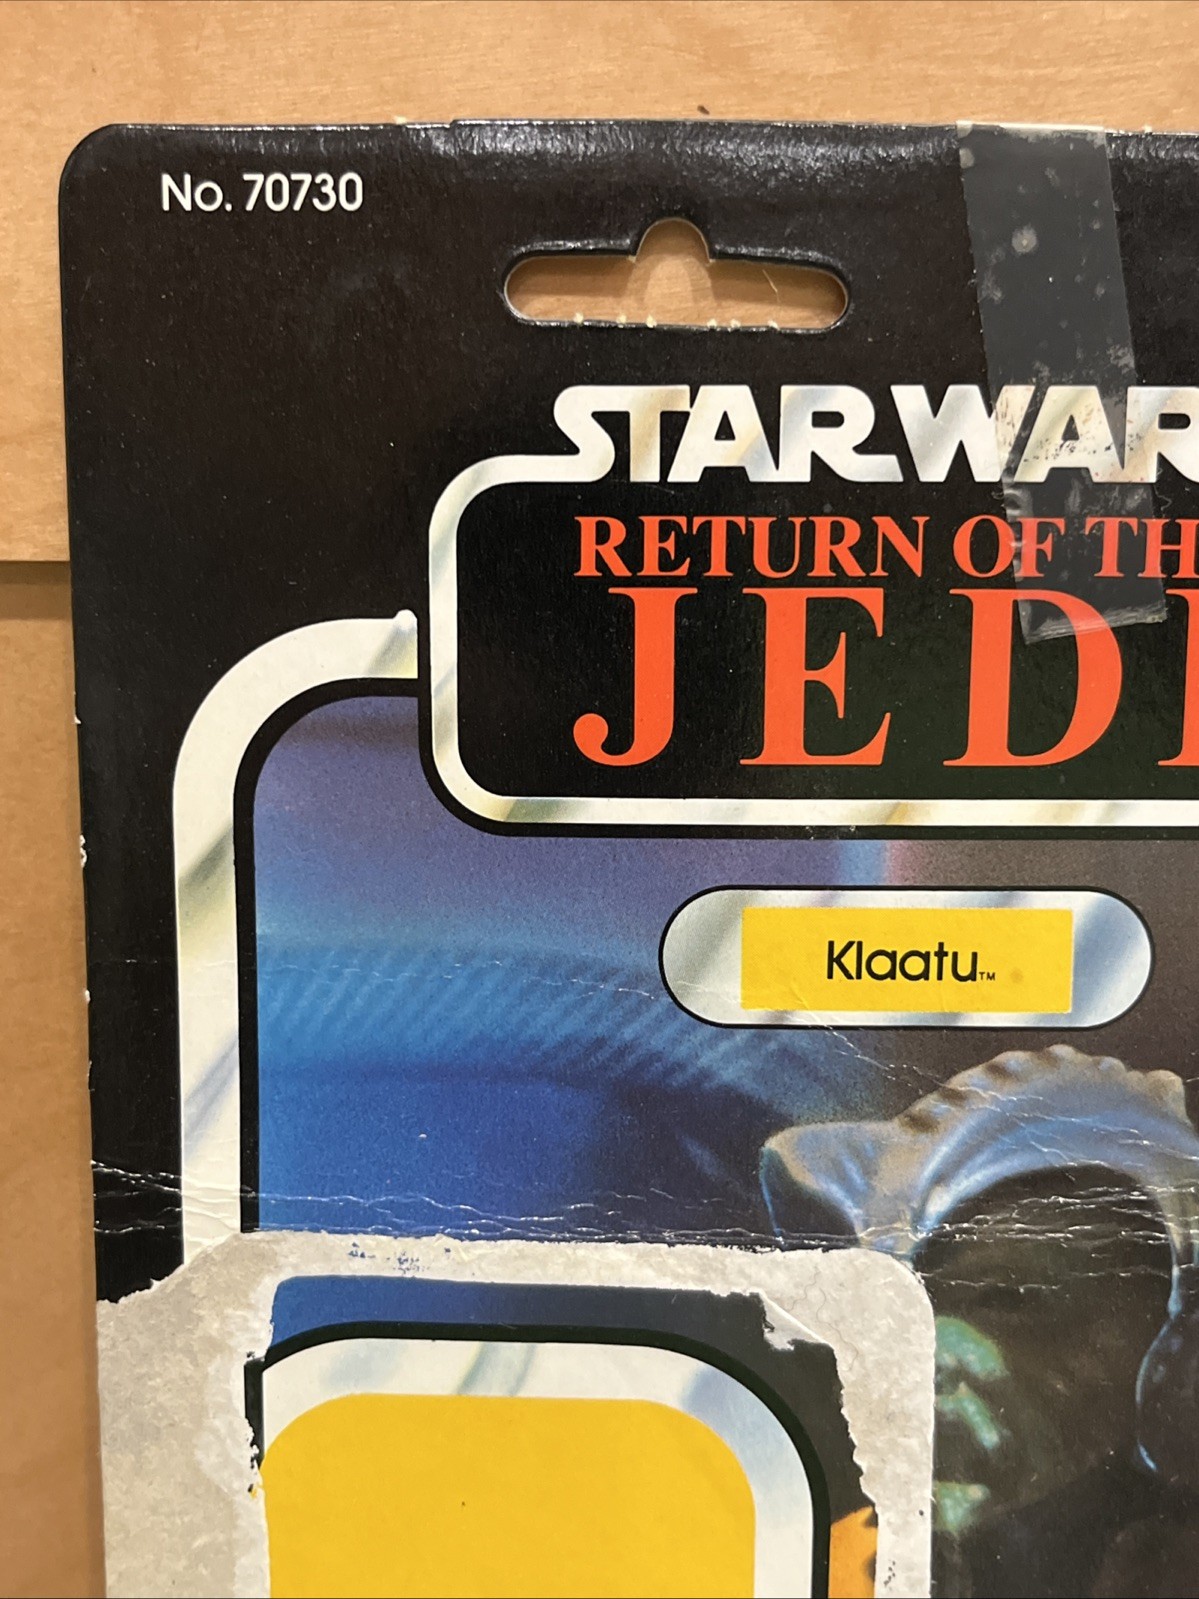 No. 70730
STAR WAR
RETURN OF TH
JED
Klaatu™